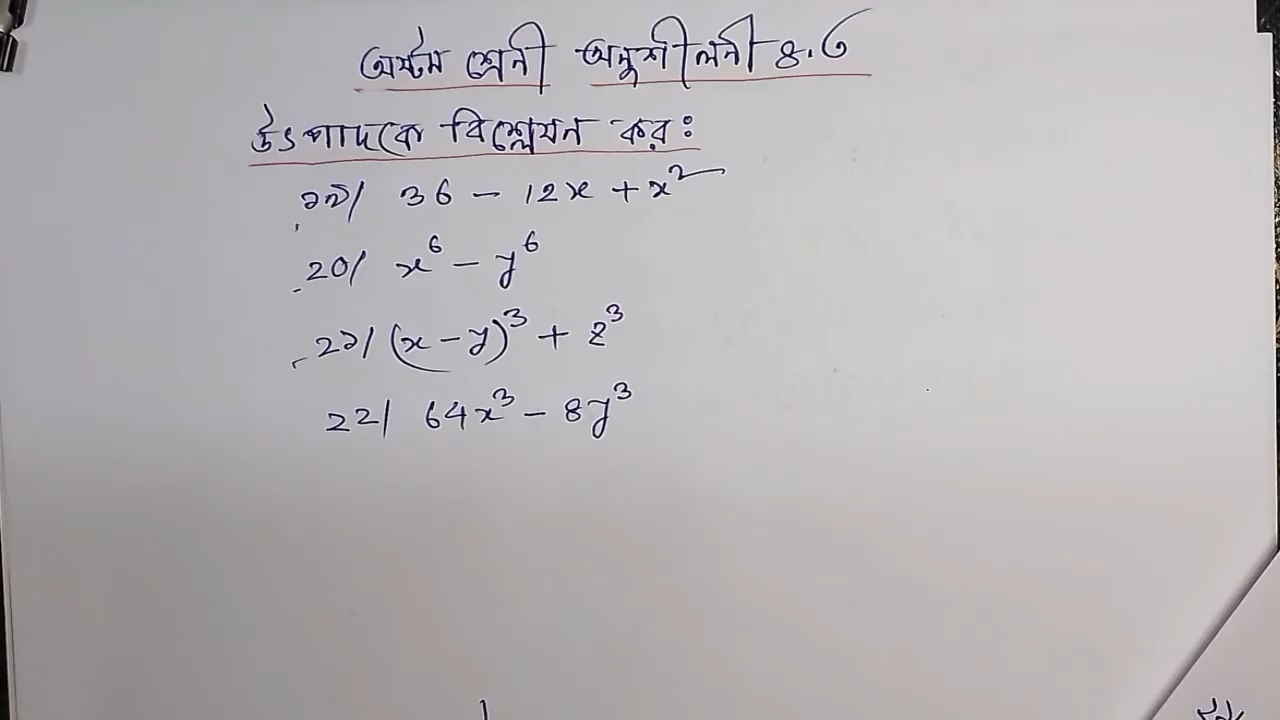 অষ্টম শ্রেনী অনুশীলনী ৪.৩
উৎপাদকে বিশ্লেষন কর:
১৯/ 36 - 12x + x²
২০/ x⁶ - y⁶
২১/ (x - y)³ + z³
২২/ 64x³ - 8y³